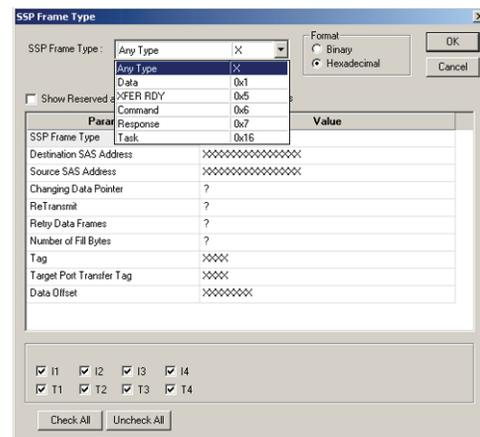 SSP Frame Type
SSP Frame Type : Any Type X
Format
Binary
Hexadecimal
OK
Cancel
Any Type X
Data 0x1
XFER RDY 0x5
Command 0x6
Response 0x7
Task 0x16
Show Reserved
Value
SSP Frame Type
Destination SAS Address XXXXXXXXXXXXXXXX
Source SAS Address XXXXXXXXXXXXXXXX
Changing Data Pointer ?
ReTransmit ?
Retry Data Frames ?
Number of Fill Bytes ?
Tag XXXX
Target Port Transfer Tag XXXX
Data Offset XXXXXXXX
I1 I2 I3 I4
T1 T2 T3 T4
Check All Uncheck All